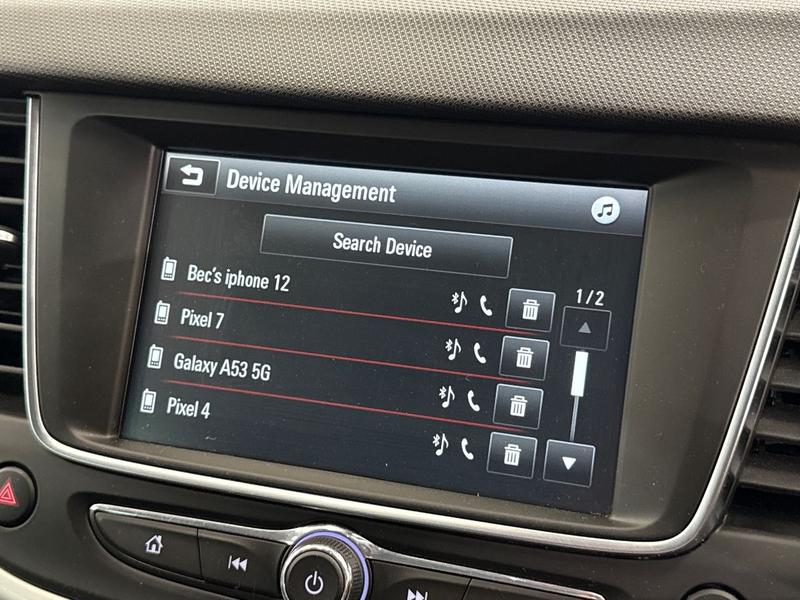 Device Management
Search Device
Bec's iphone 12
1/2
Pixel 7
Galaxy A53 5G
Pixel 4